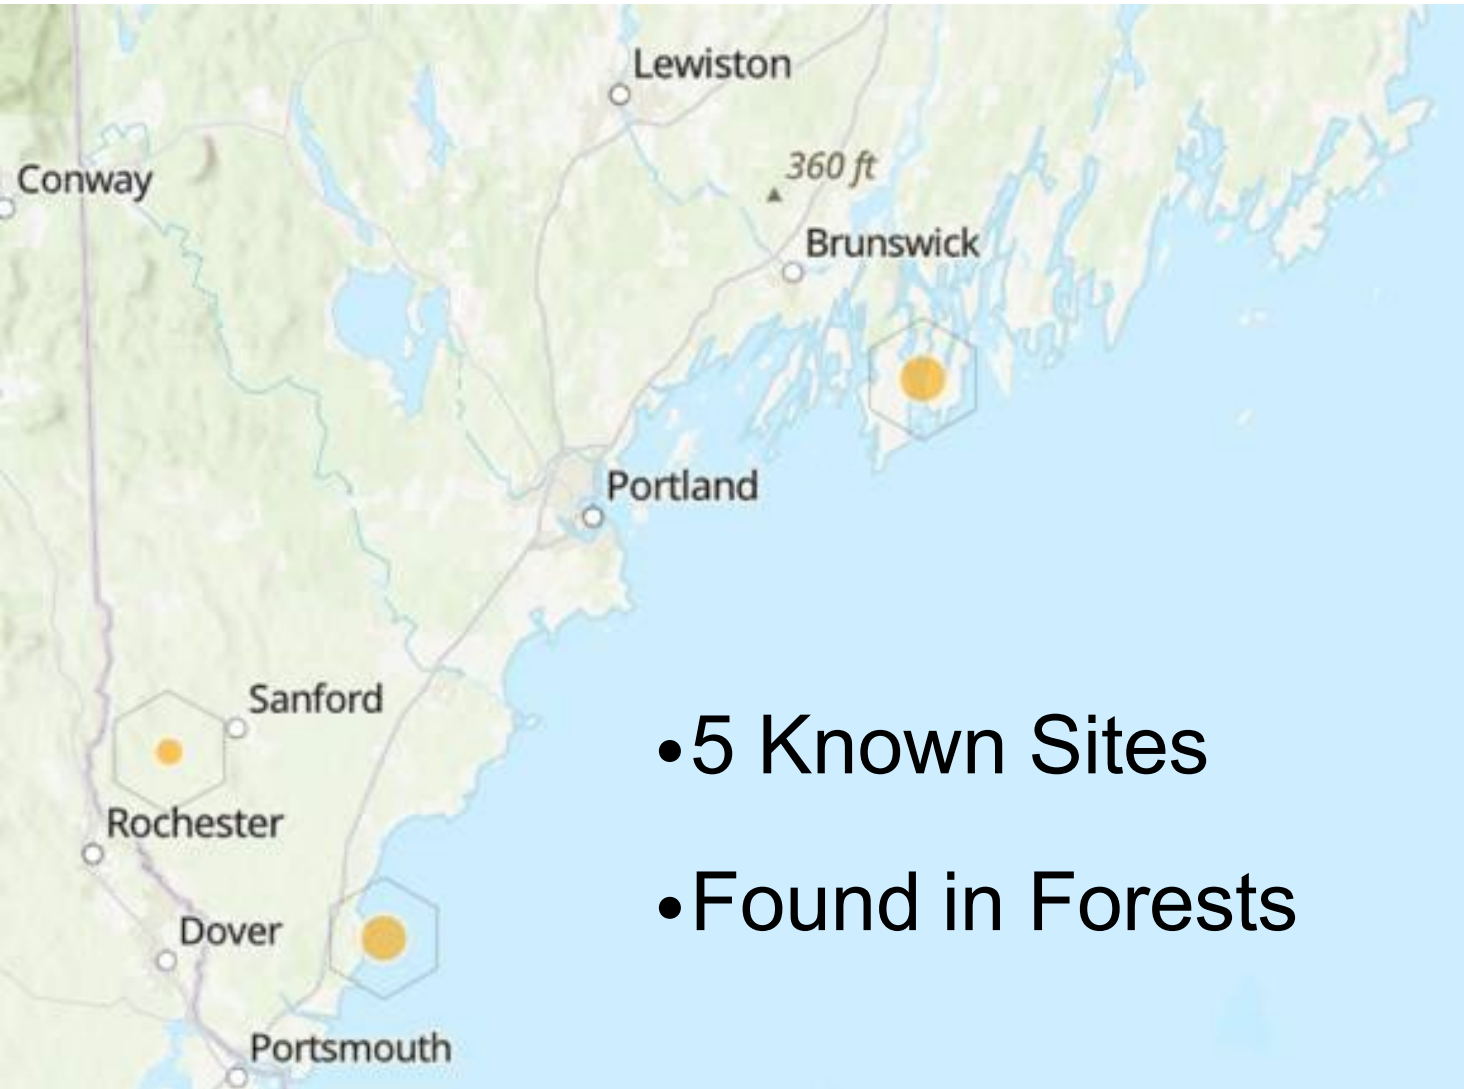 Lewiston
360 ft
Conway
Brunswick
Portland
Sanford
•5 Known Sites
Rochester
•Found in Forests
Dover
Portsmouth